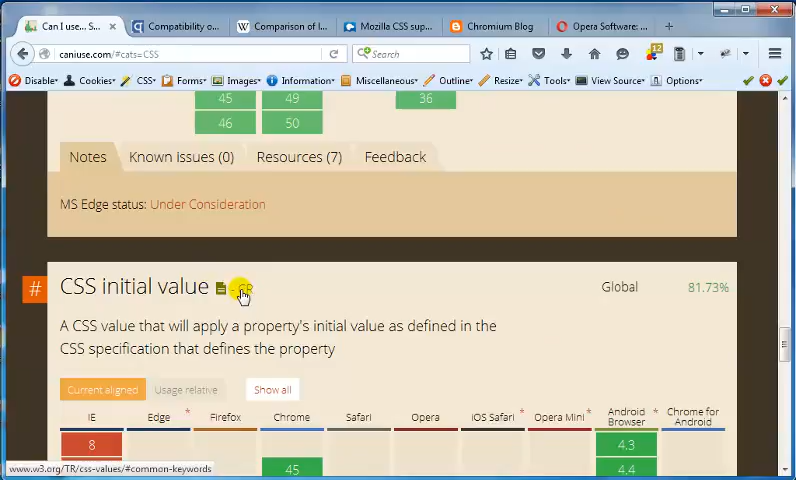 Can I use... S...
Compatibility o...
Comparison of l...
Mozilla CSS sup...
Chromium Blog
Opera Software: ...
caniuse.com/#cats=CSS
Search
12
Disable Cookies CSS Forms Images Information Miscellaneous Outline Resize Tools View Source Options
45 49 36
46 50
Notes Known issues (0) Resources (7) Feedback
MS Edge status: Under Consideration
# CSS initial value - CR Global 81.73%
A CSS value that will apply a property's initial value as defined in the
CSS specification that defines the property
Current aligned Usage relative Show all
IE Edge * Firefox Chrome Safari Opera iOS Safari * Opera Mini * Android Browser * Chrome for Android
8 4.3
45 4.4
www.w3.org/TR/css-values/#common-keywords